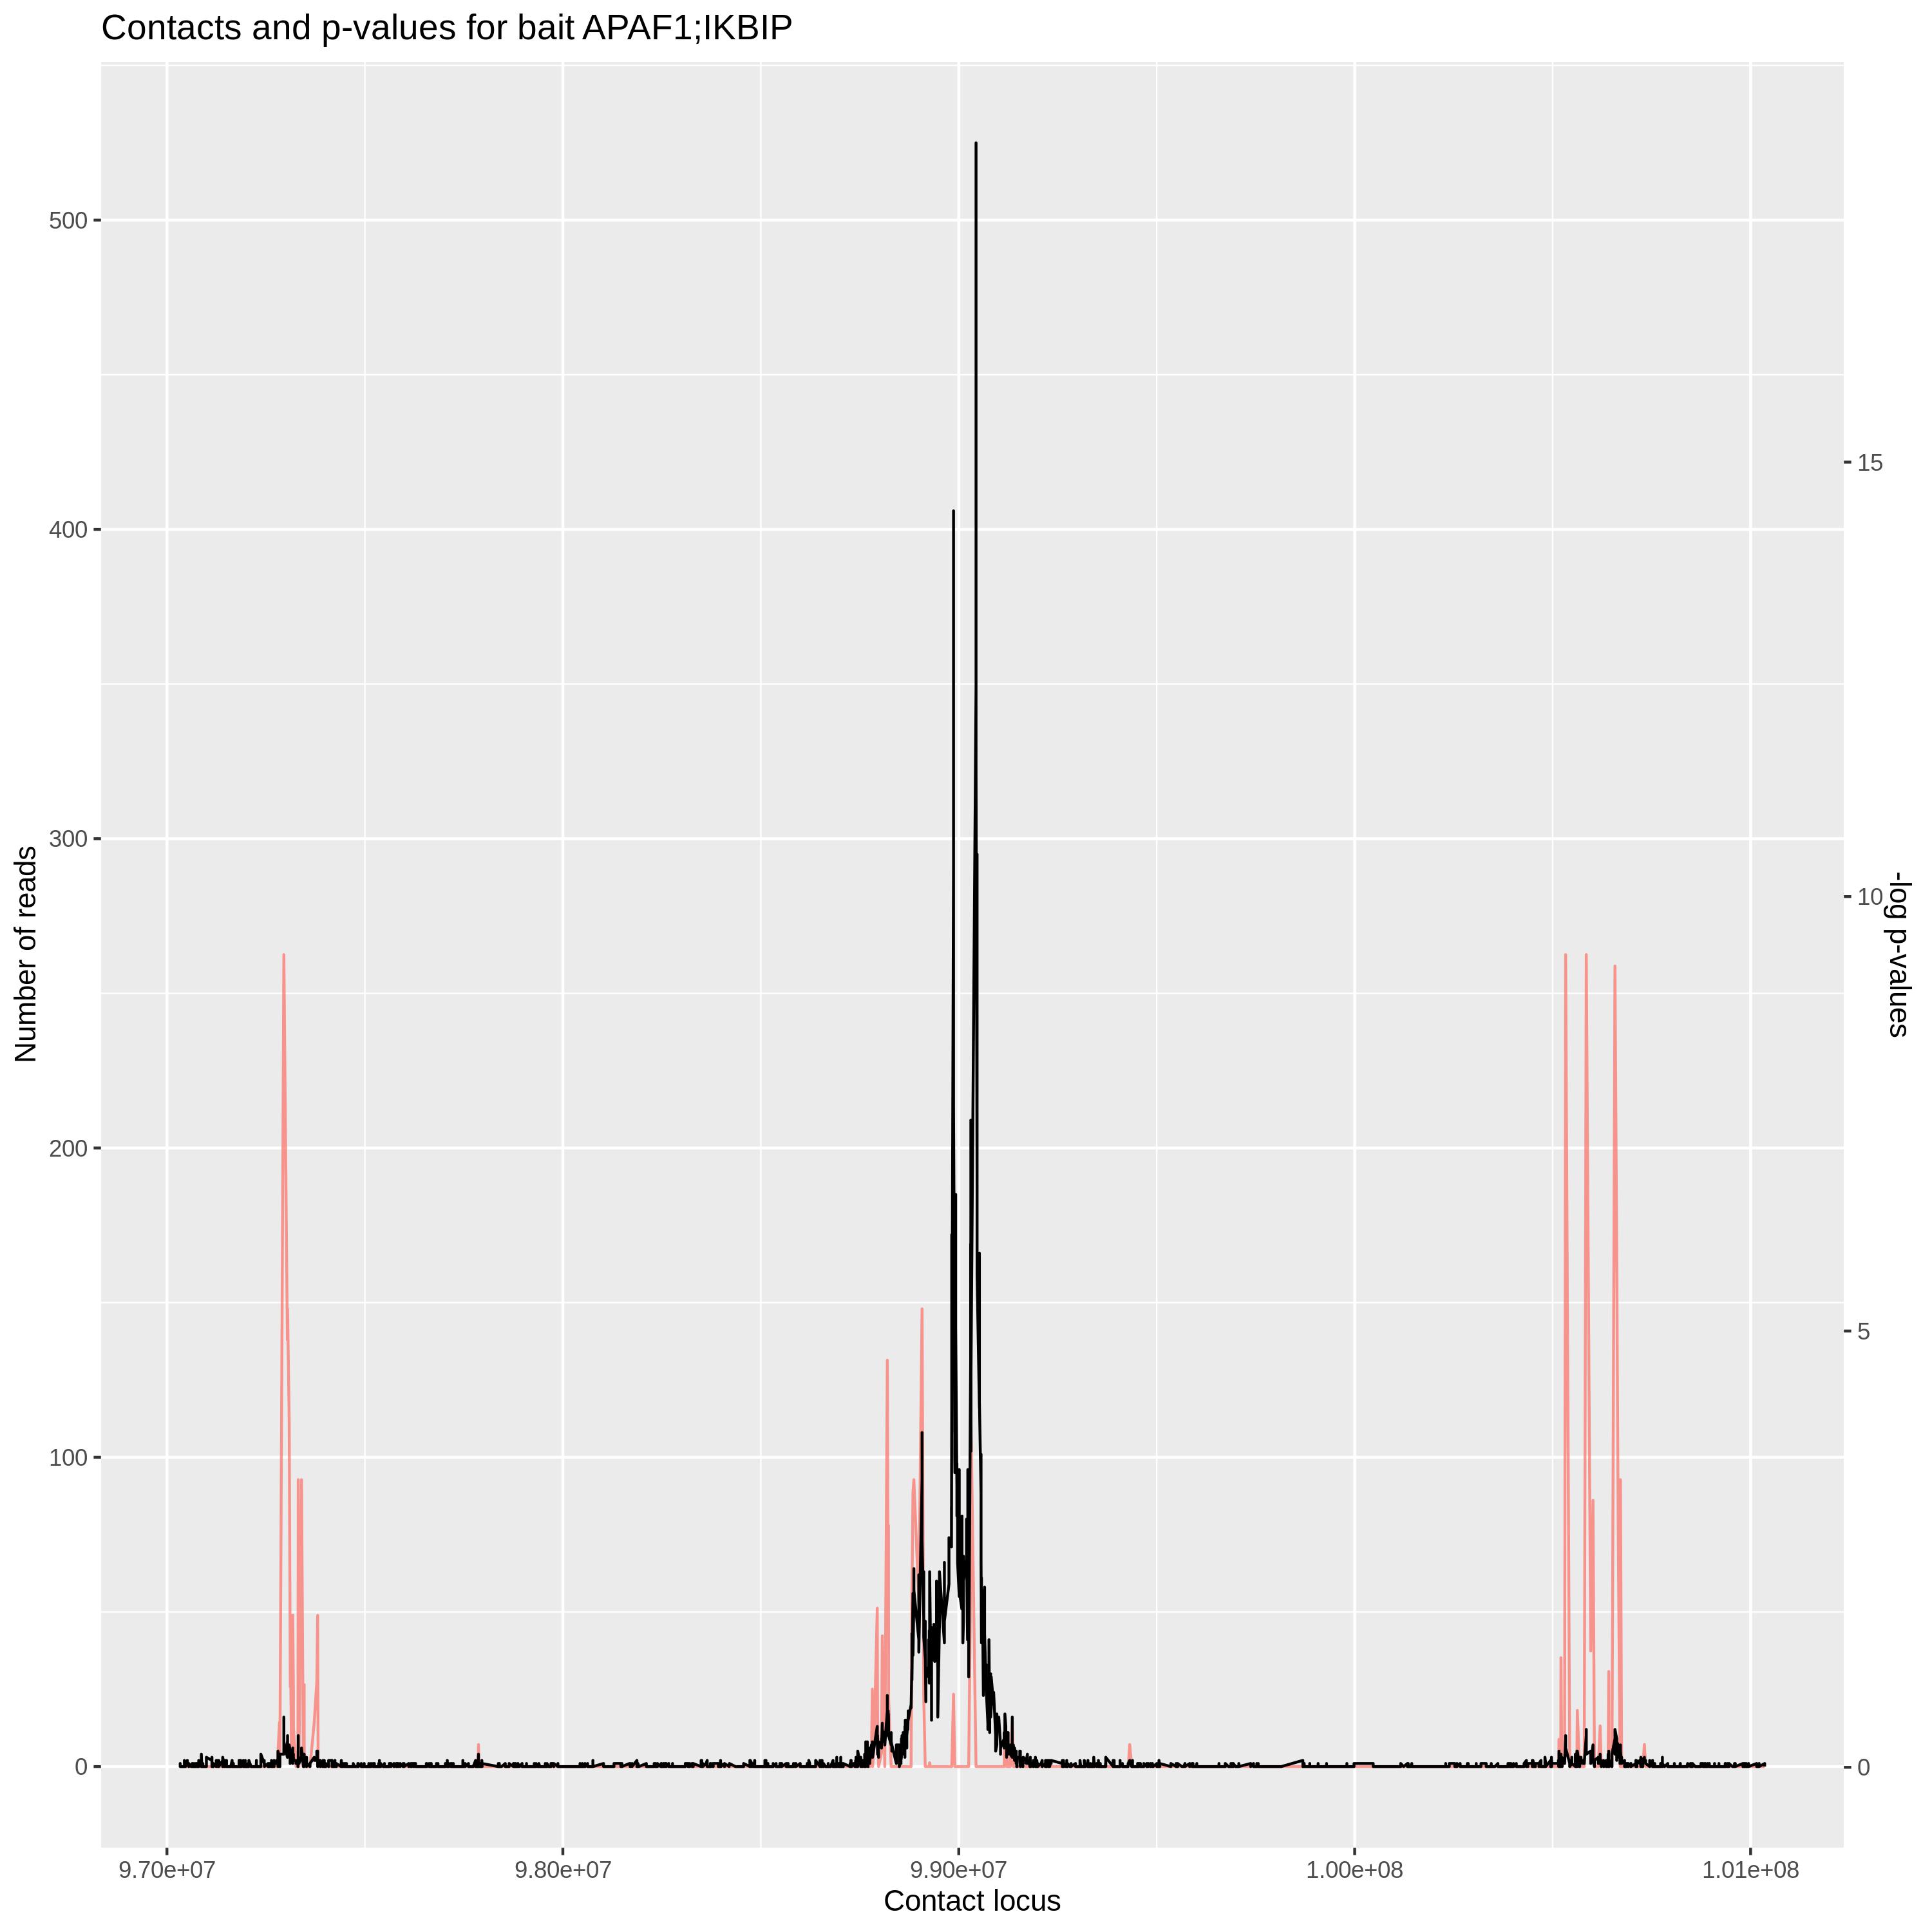 Contacts and p-values for bait APAF1;IKBIP
500
400
300
200
100
0
Number of reads
15
10
5
0
-log p-values
9.70e+07 9.80e+07 9.90e+07 1.00e+08 1.01e+08
Contact locus